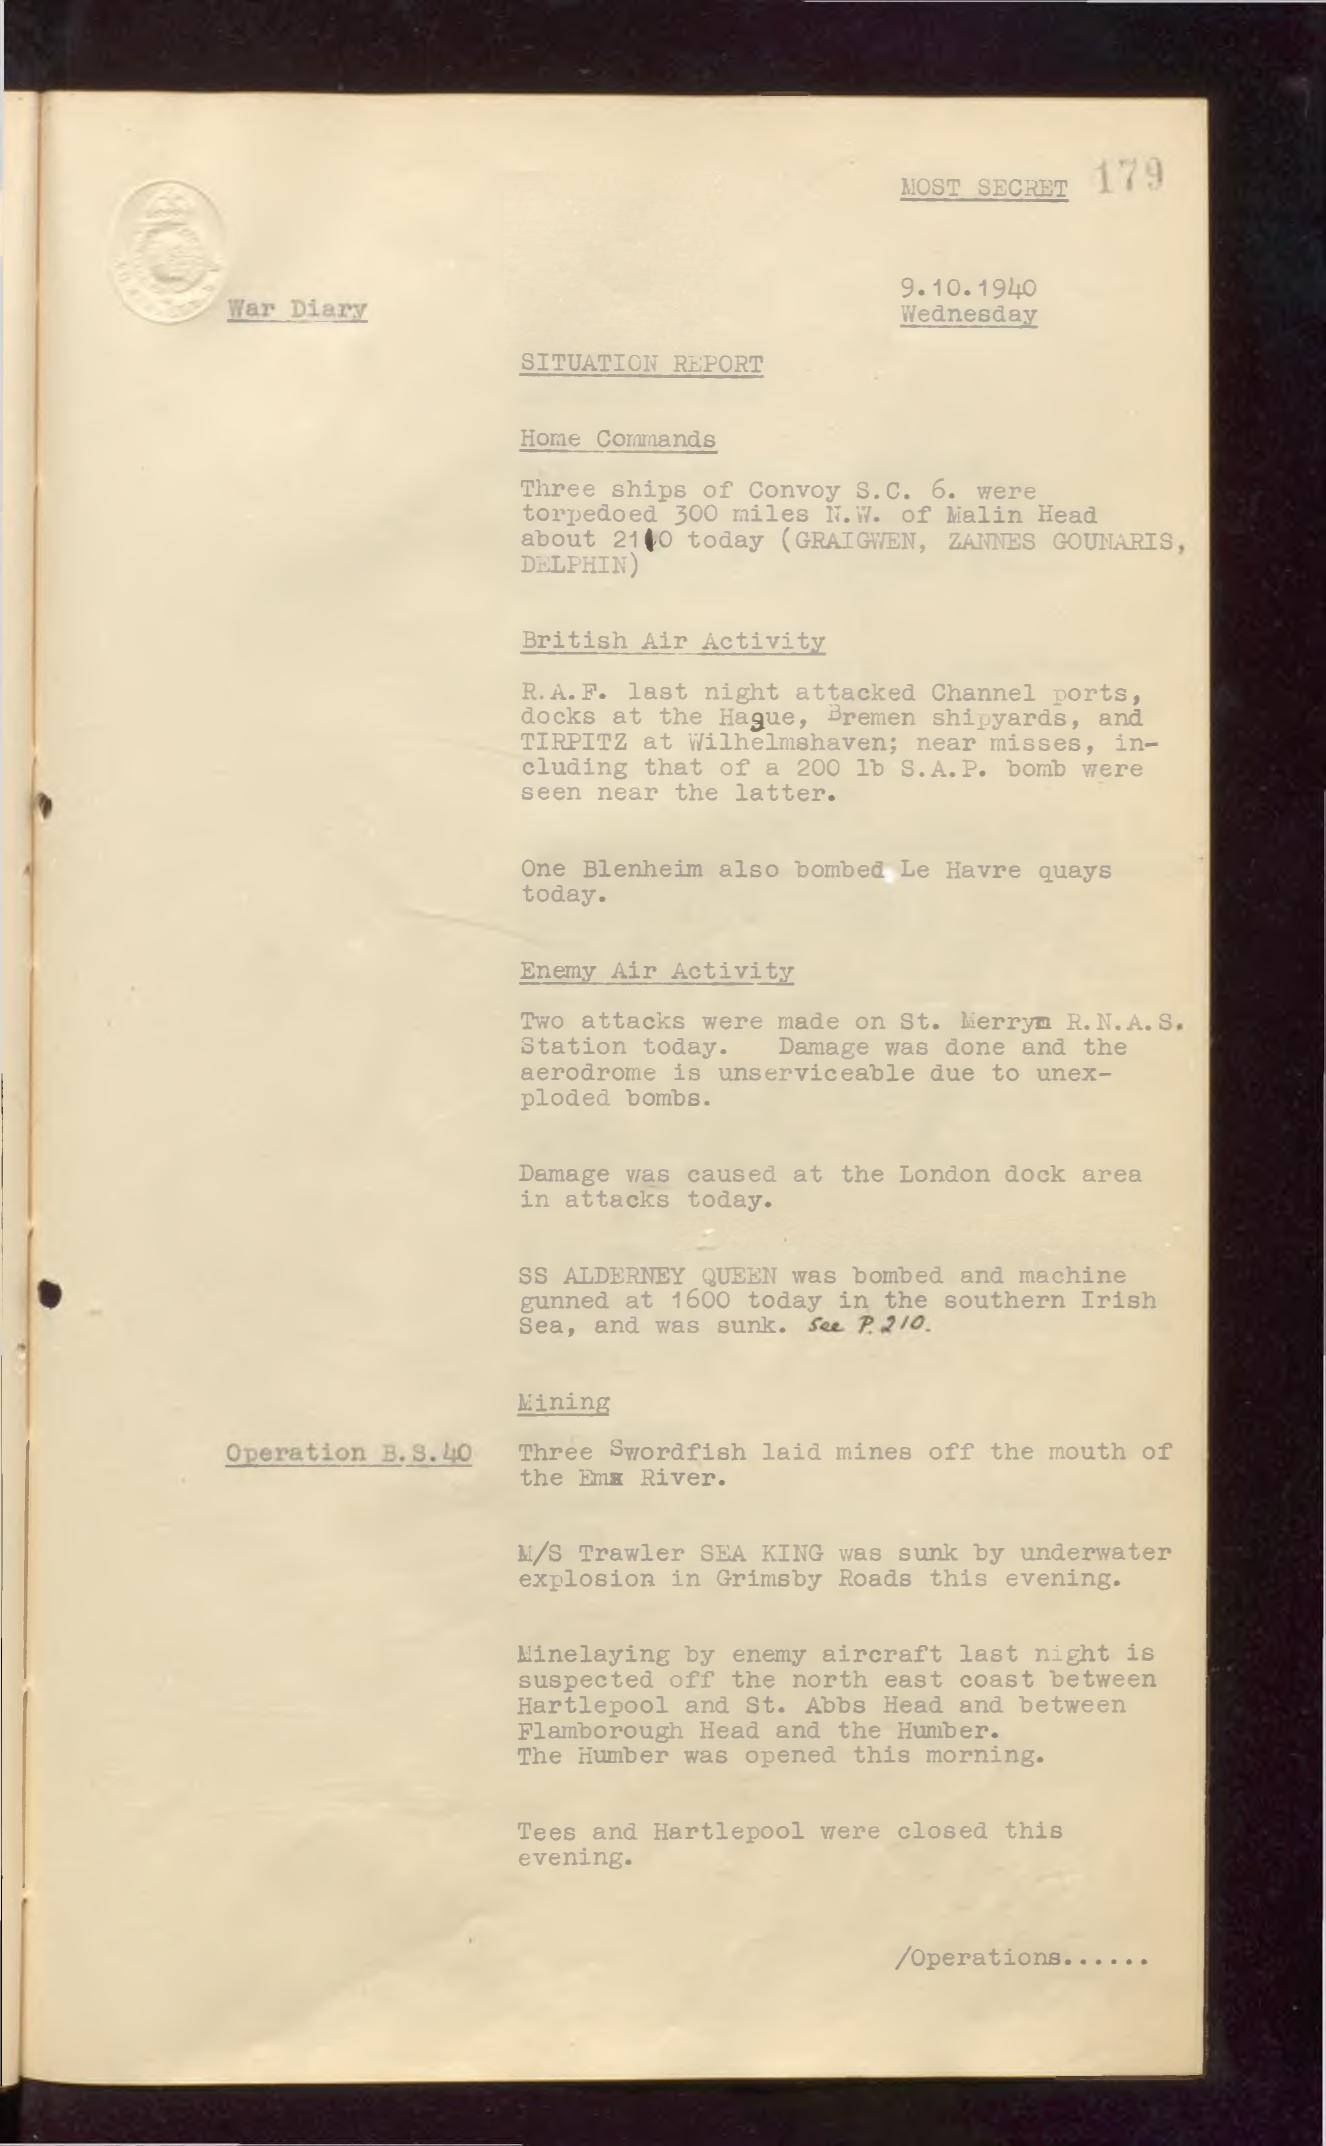 MOST SECRET 179
9.10.1940
War Diary
Wednesday
SITUATION REPORT
Home Commands
Three ships of Convoy S.C. 6. were
torpedoed 300 miles N.W. of Malin Head
about 2110 today (GRAIGWEN, ZANNES GOUNARIS,
DELPHIN)
British Air Activity
R.A.F. last night attacked Channel ports,
docks at the Hague, Bremen shipyards, and
TIRPITZ at Wilhelmshaven; near misses, in-
cluding that of a 200 lb S.A.P. bomb were
seen near the latter.
One Blenheim also bombed Le Havre quays
today.
Enemy Air Activity
Two attacks were made on St. Merryn R.N.A.S.
Station today. Damage was done and the
aerodrome is unserviceable due to unex-
ploded bombs.
Damage was caused at the London dock area
in attacks today.
SS ALDERNEY QUEEN was bombed and machine
gunned at 1600 today in the southern Irish
Sea, and was sunk. See P. 210.
Mining
Operation B.S.40 Three Swordfish laid mines off the mouth of
the Ems River.
M/S Trawler SEA KING was sunk by underwater
explosion in Grimsby Roads this evening.
Minelaying by enemy aircraft last night is
suspected off the north east coast between
Hartlepool and St. Abbs Head and between
Flamborough Head and the Humber.
The Humber was opened this morning.
Tees and Hartlepool were closed this
evening.
/Operations......